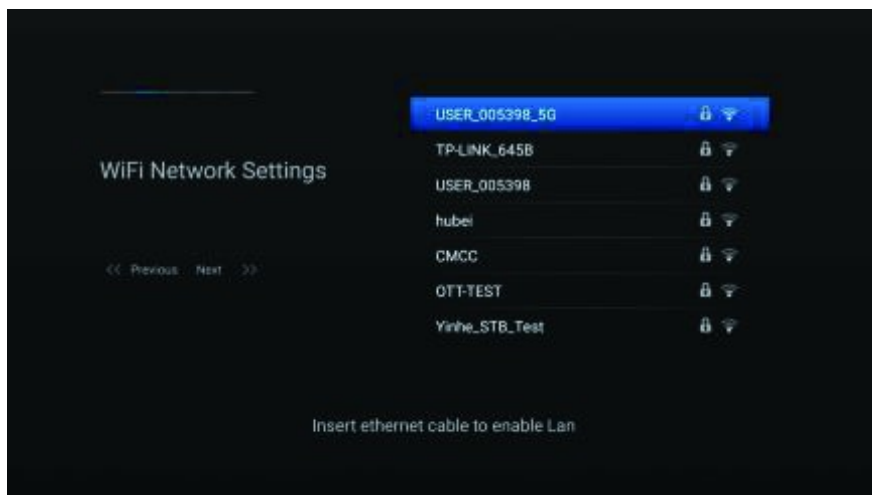 WiFi Network Settings
<< Previous Next >>
USER_005398_5G
TP-LINK_645B
USER_005398
hubei
CMCC
OTT-TEST
Yinhe_STB_Test
Insert ethernet cable to enable Lan